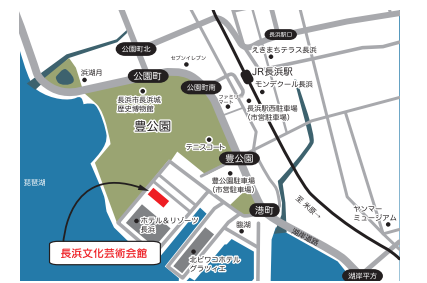 長浜駅口
公園町北
セブンイレブン
えきまちテラス長浜
浜湖月
公園町
JR長浜駅
公園町南
モンデクール長浜
長浜市長浜城
歴史博物館
ファミリー
マート
長浜駅西駐車場
（市営駐車場）
豊公園
テニスコート
豊公園
琵琶湖
豊公園駐車場
（市営駐車場）
至 米原→
港町
ヤンマー
ミュージアム
ホテル&リゾーツ
長浜
臨湖
湖岸道路
長浜文化芸術会館
北ビワコホテル
グラツィエ
湖岸平方